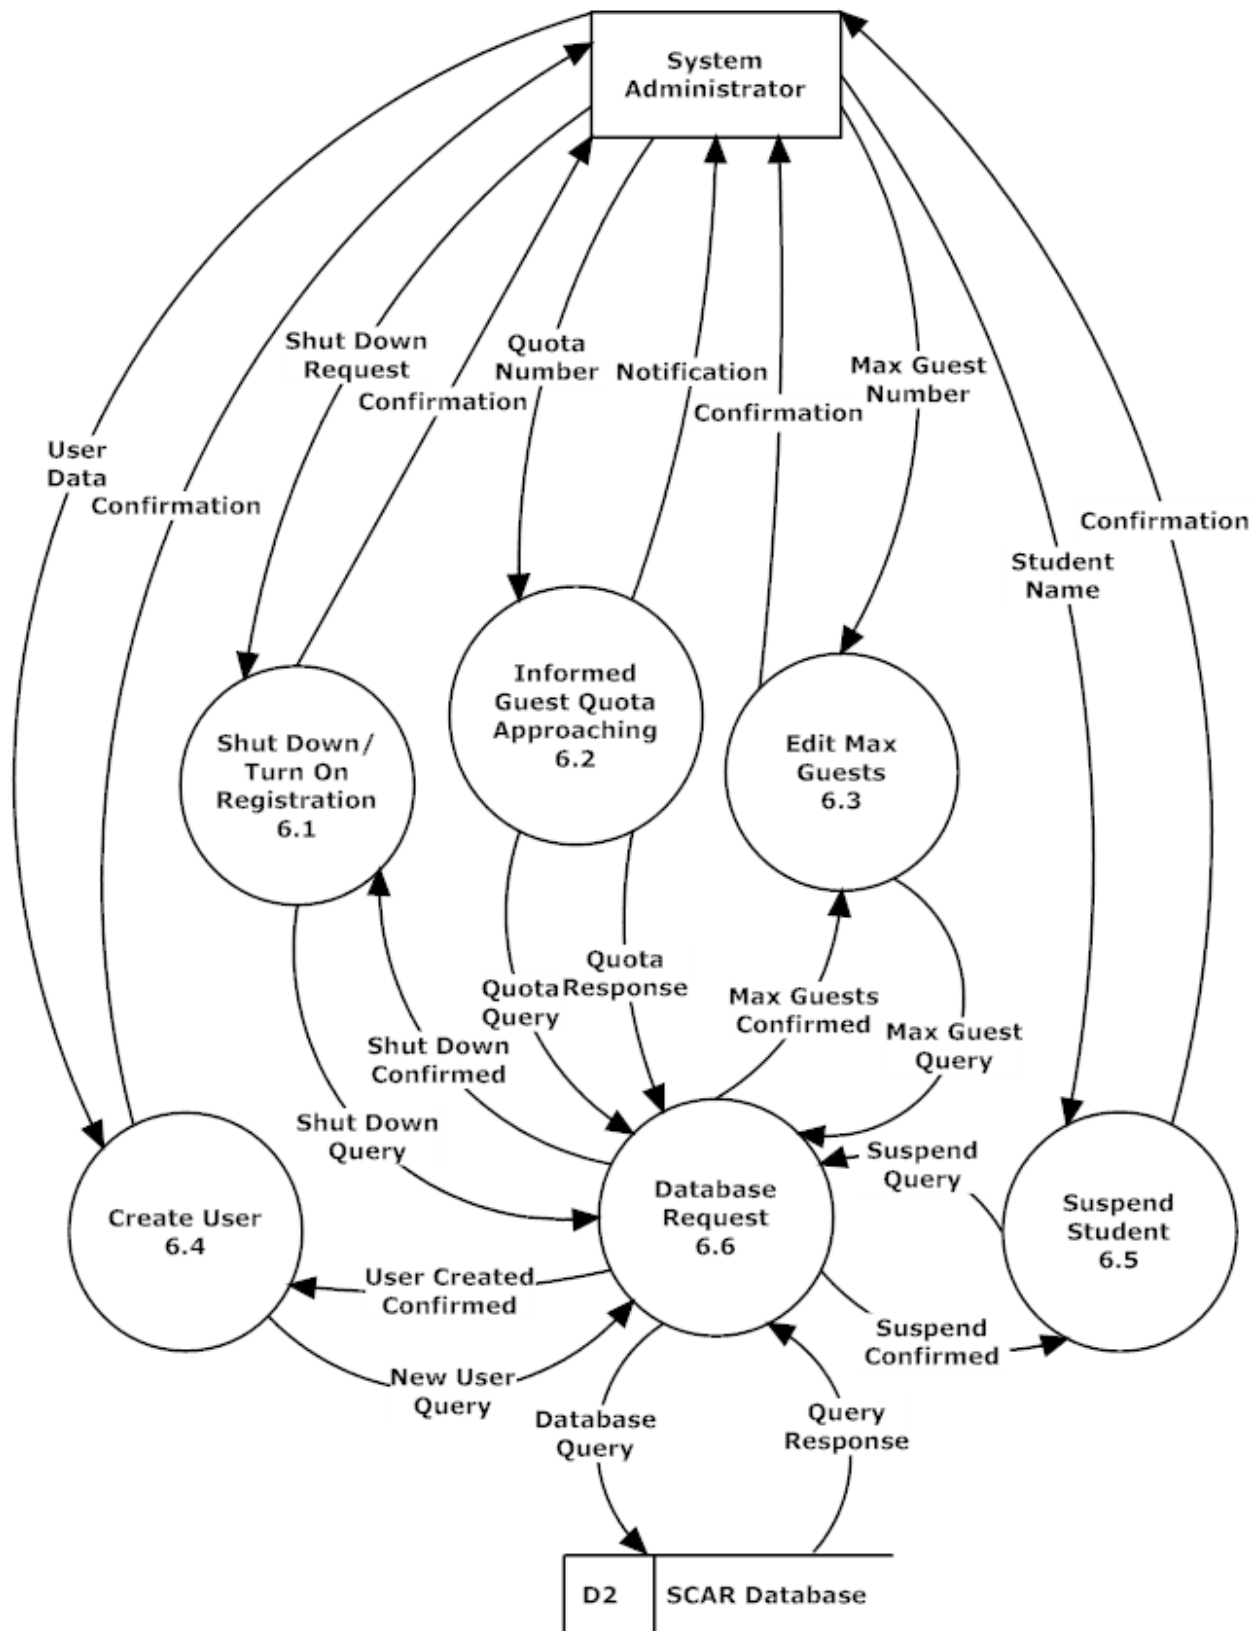 System
Administrator
Shut Down
Request
Confirmation
Quota
Number
Notification
Confirmation
Max Guest
Number
User
Data
Confirmation
Student
Name
Confirmation
Shut Down/
Turn On
Registration
6.1
Informed
Guest Quota
Approaching
6.2
Edit Max
Guests
6.3
Quota
Query
Quota
Response
Max Guests
Confirmed
Max Guest
Query
Shut Down
Confirmed
Shut Down
Query
Suspend
Query
Create User
6.4
Database
Request
6.6
Suspend
Student
6.5
User Created
Confirmed
Suspend
Confirmed
New User
Query
Database
Query
Query
Response
D2
SCAR Database